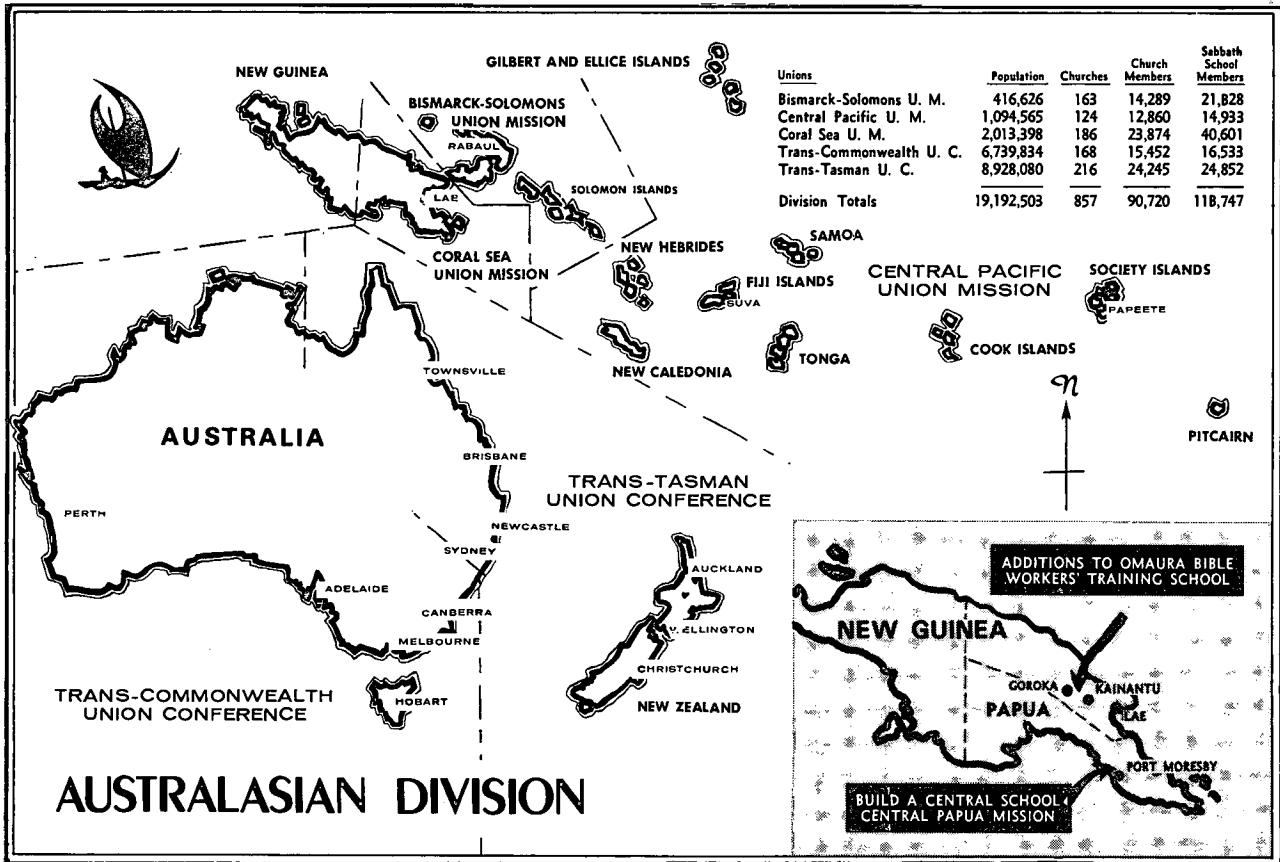 NEW GUINEA
BISMARCK-SOLOMONS
UNION MISSION
RABAUL
LAE
SOLOMON ISLANDS
CORAL SEA
UNION MISSION
GILBERT AND ELLICE ISLANDS
Unions Population Churches Church Members Sabbath School Members
Bismarck-Solomons U. M. 416,626 163 14,289 21,828
Central Pacific U. M. 1,094,565 124 12,860 14,933
Coral Sea U. M. 2,013,398 186 23,874 40,601
Trans-Commonwealth U. C. 6,739,834 168 15,452 16,533
Trans-Tasman U. C. 8,928,080 216 24,245 24,852
Division Totals 19,192,503 857 90,720 118,747
NEW HEBRIDES
SAMOA
FIJI ISLANDS
SUVA
CENTRAL PACIFIC
UNION MISSION
SOCIETY ISLANDS
PAPEETE
NEW CALEDONIA
TONGA
COOK ISLANDS
N
PITCAIRN
TOWNSVILLE
AUSTRALIA
BRISBANE
PERTH
NEWCASTLE
SYDNEY
ADELAIDE
CANBERRA
MELBOURNE
HOBART
TRANS-TASMAN
UNION CONFERENCE
AUCKLAND
WELLINGTON
CHRISTCHURCH
NEW ZEALAND
TRANS-COMMONWEALTH
UNION CONFERENCE
AUSTRALASIAN DIVISION
ADDITIONS TO OMAURA BIBLE
WORKERS' TRAINING SCHOOL
NEW GUINEA
GOROKA
KAINANTU
PAPUA
LAE
PORT MORESBY
BUILD A CENTRAL SCHOOL
CENTRAL PAPUA MISSION